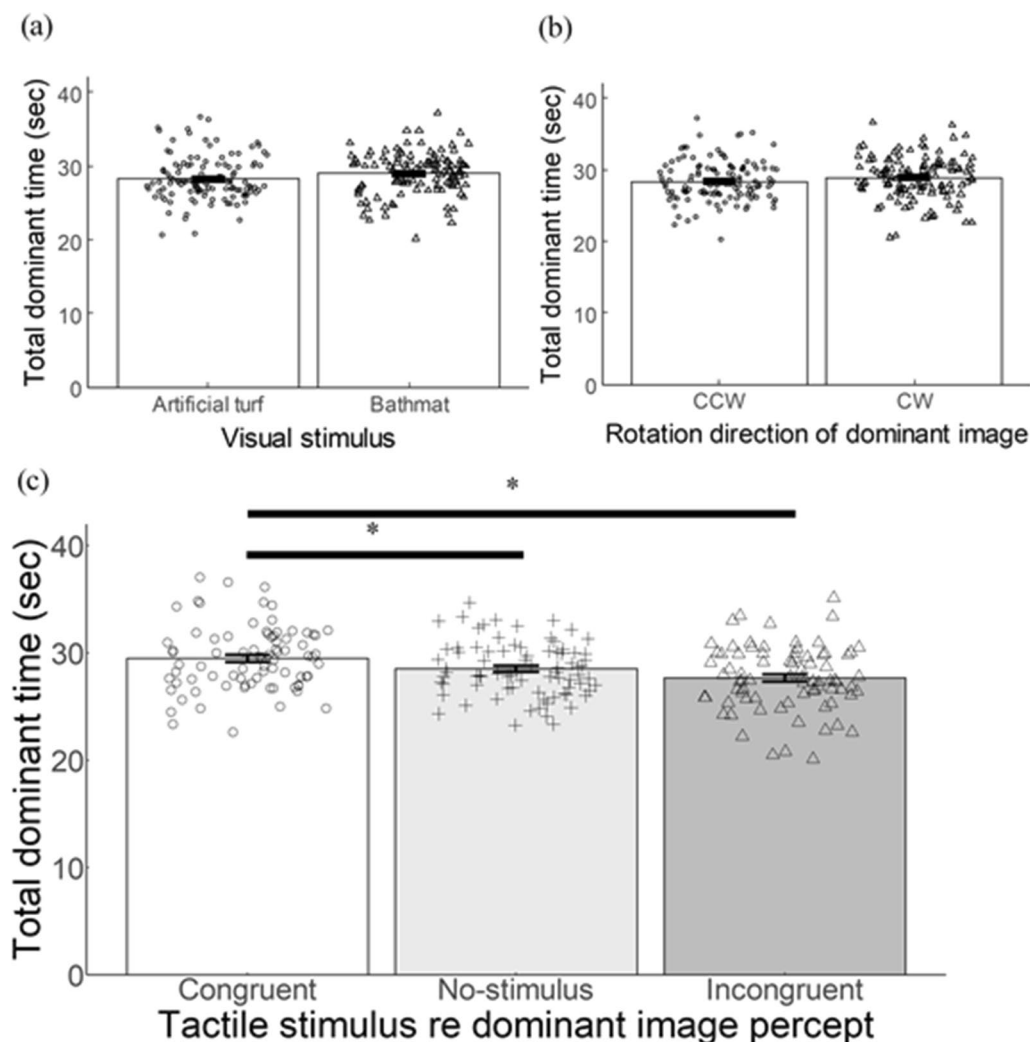 (a)
Total dominant time (sec)
40
30
20
10
0
Artificial turf
Bathmat
Visual stimulus
(b)
Total dominant time (sec)
40
30
20
10
0
CCW
CW
Rotation direction of dominant image
(c)
*
*
Total dominant time (sec)
40
30
20
10
0
Congruent
No-stimulus
Incongruent
Tactile stimulus re dominant image percept